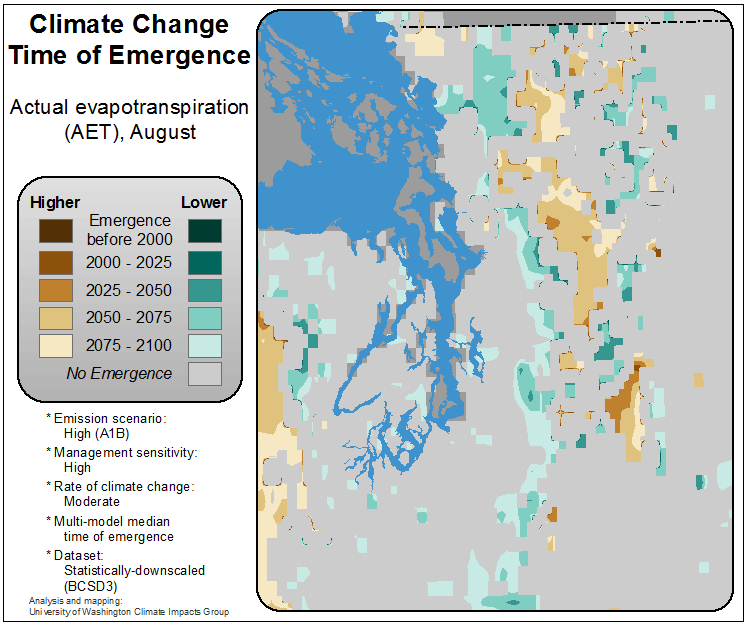 Climate Change
Time of Emergence
Actual evapotranspiration
(AET), August
Higher Lower
Emergence
before 2000
2000 - 2025
2025 - 2050
2050 - 2075
2075 - 2100
No Emergence
* Emission scenario:
High (A1B)
* Management sensitivity:
High
* Rate of climate change:
Moderate
* Multi-model median
time of emergence
* Dataset:
Statistically-downscaled
(BCSD3)
Analysis and mapping:
University of Washington Climate Impacts Group